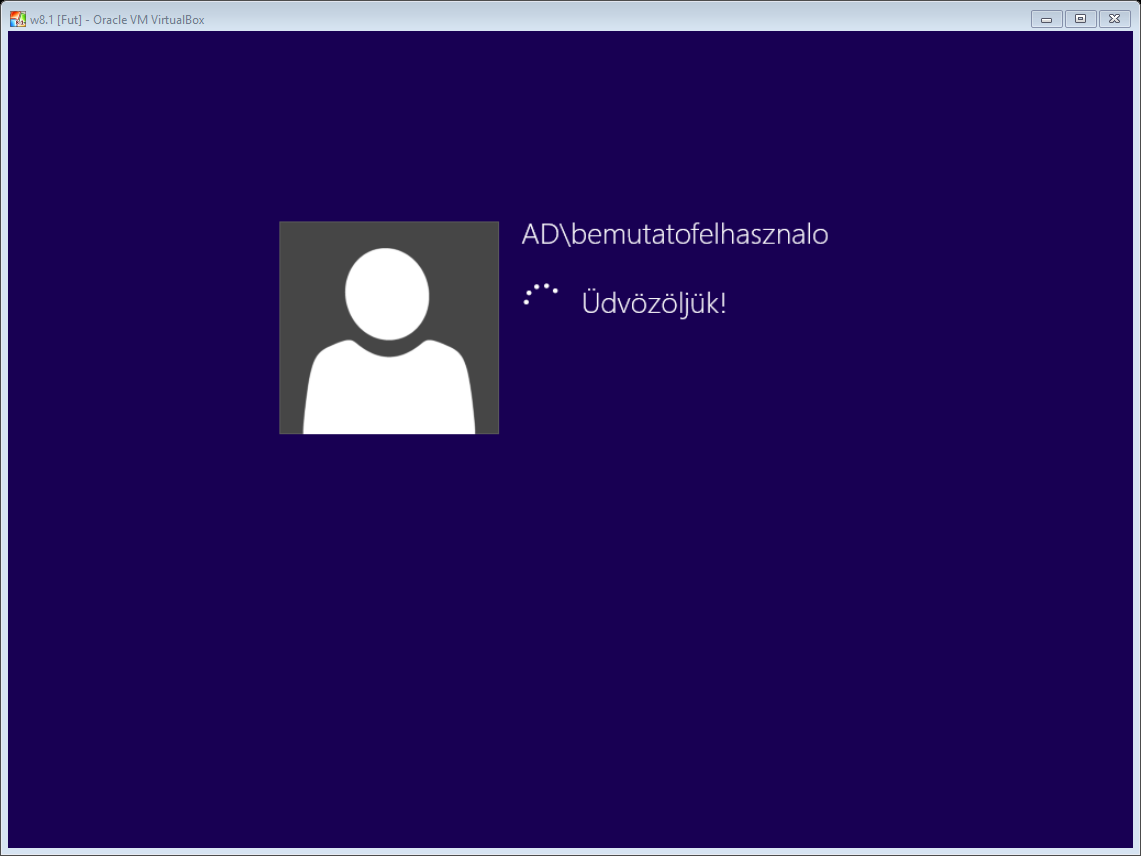 w8.1 [Fut] - Oracle VM VirtualBox
AD\bemutatofelhasznalo
Üdvözöljük!